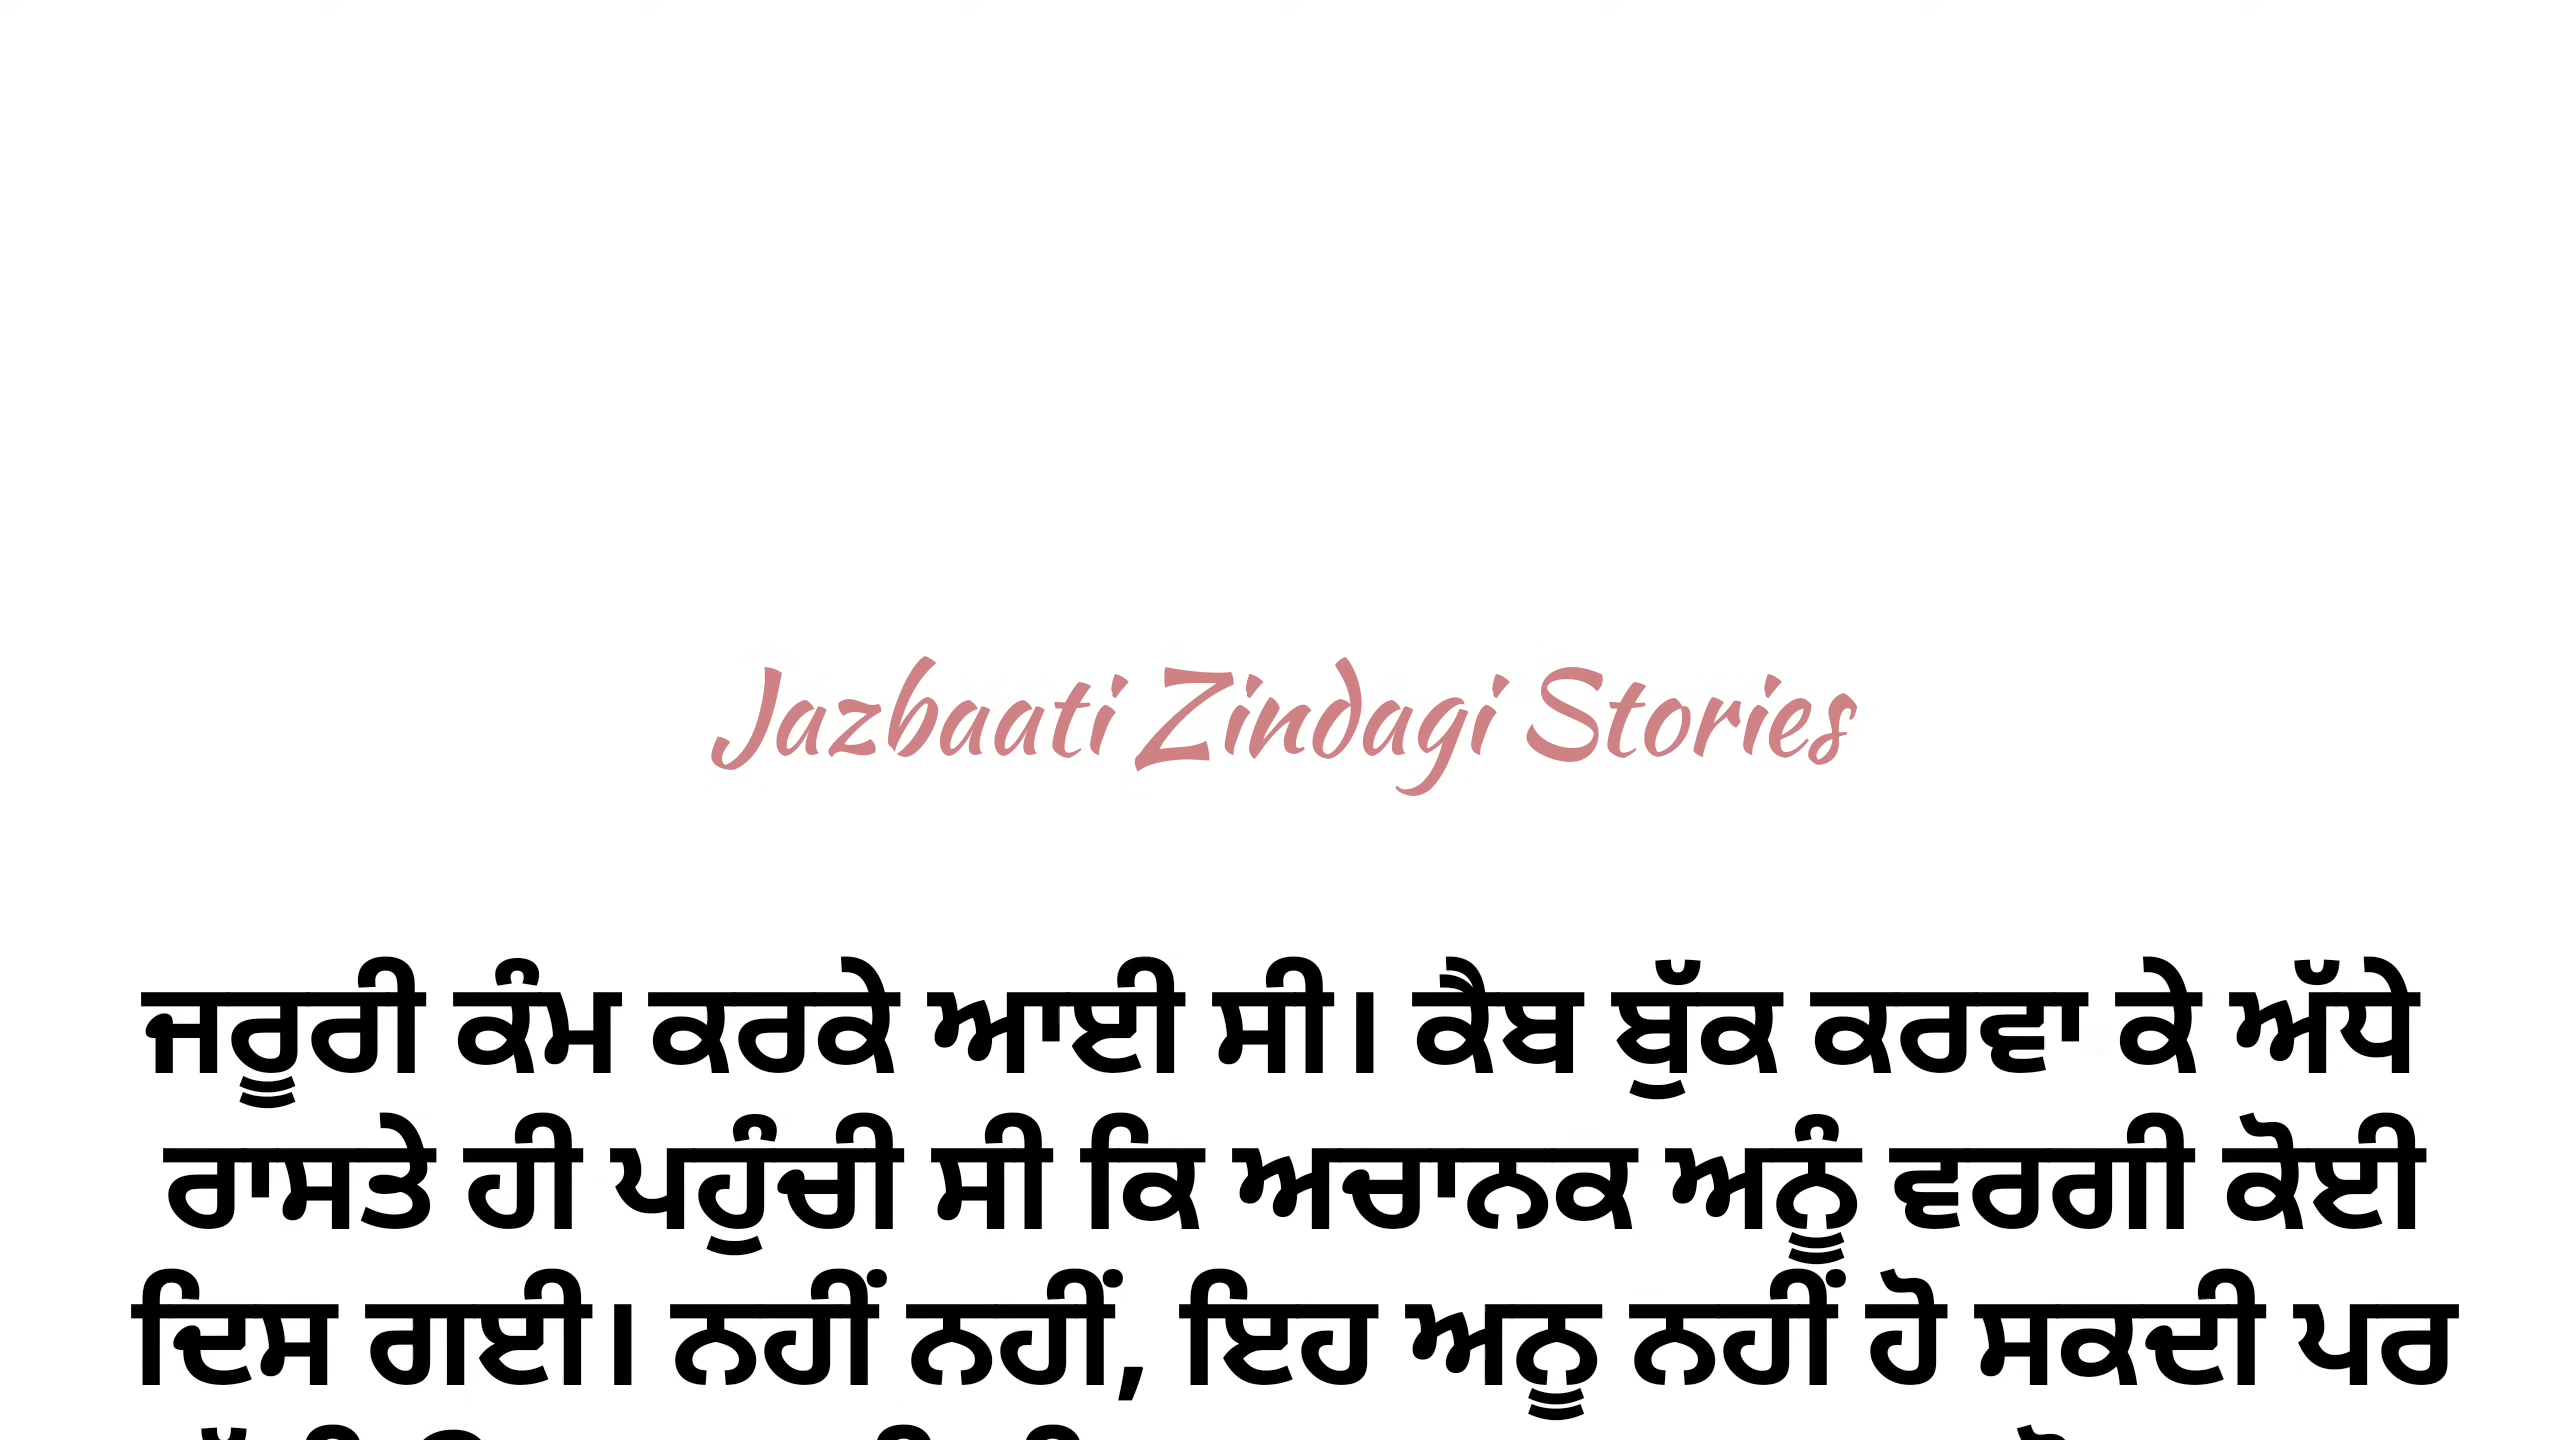 Jazbaati Zindagi Stories
ਜਰੂਰੀ ਕੰਮ ਕਰਕੇ ਆਈ ਸੀ। ਕੈਬ ਬੁੱਕ ਕਰਵਾ ਕੇ ਅੱਧੇ
ਰਾਸਤੇ ਹੀ ਪਹੁੰਚੀ ਸੀ ਕਿ ਅਚਾਨਕ ਅਨੂੰ ਵਰਗੀ ਕੋਈ
ਦਿਸ ਗਈ। ਨਹੀਂ ਨਹੀਂ, ਇਹ ਅਨੂ ਨਹੀਂ ਹੋ ਸਕਦੀ ਪਰ